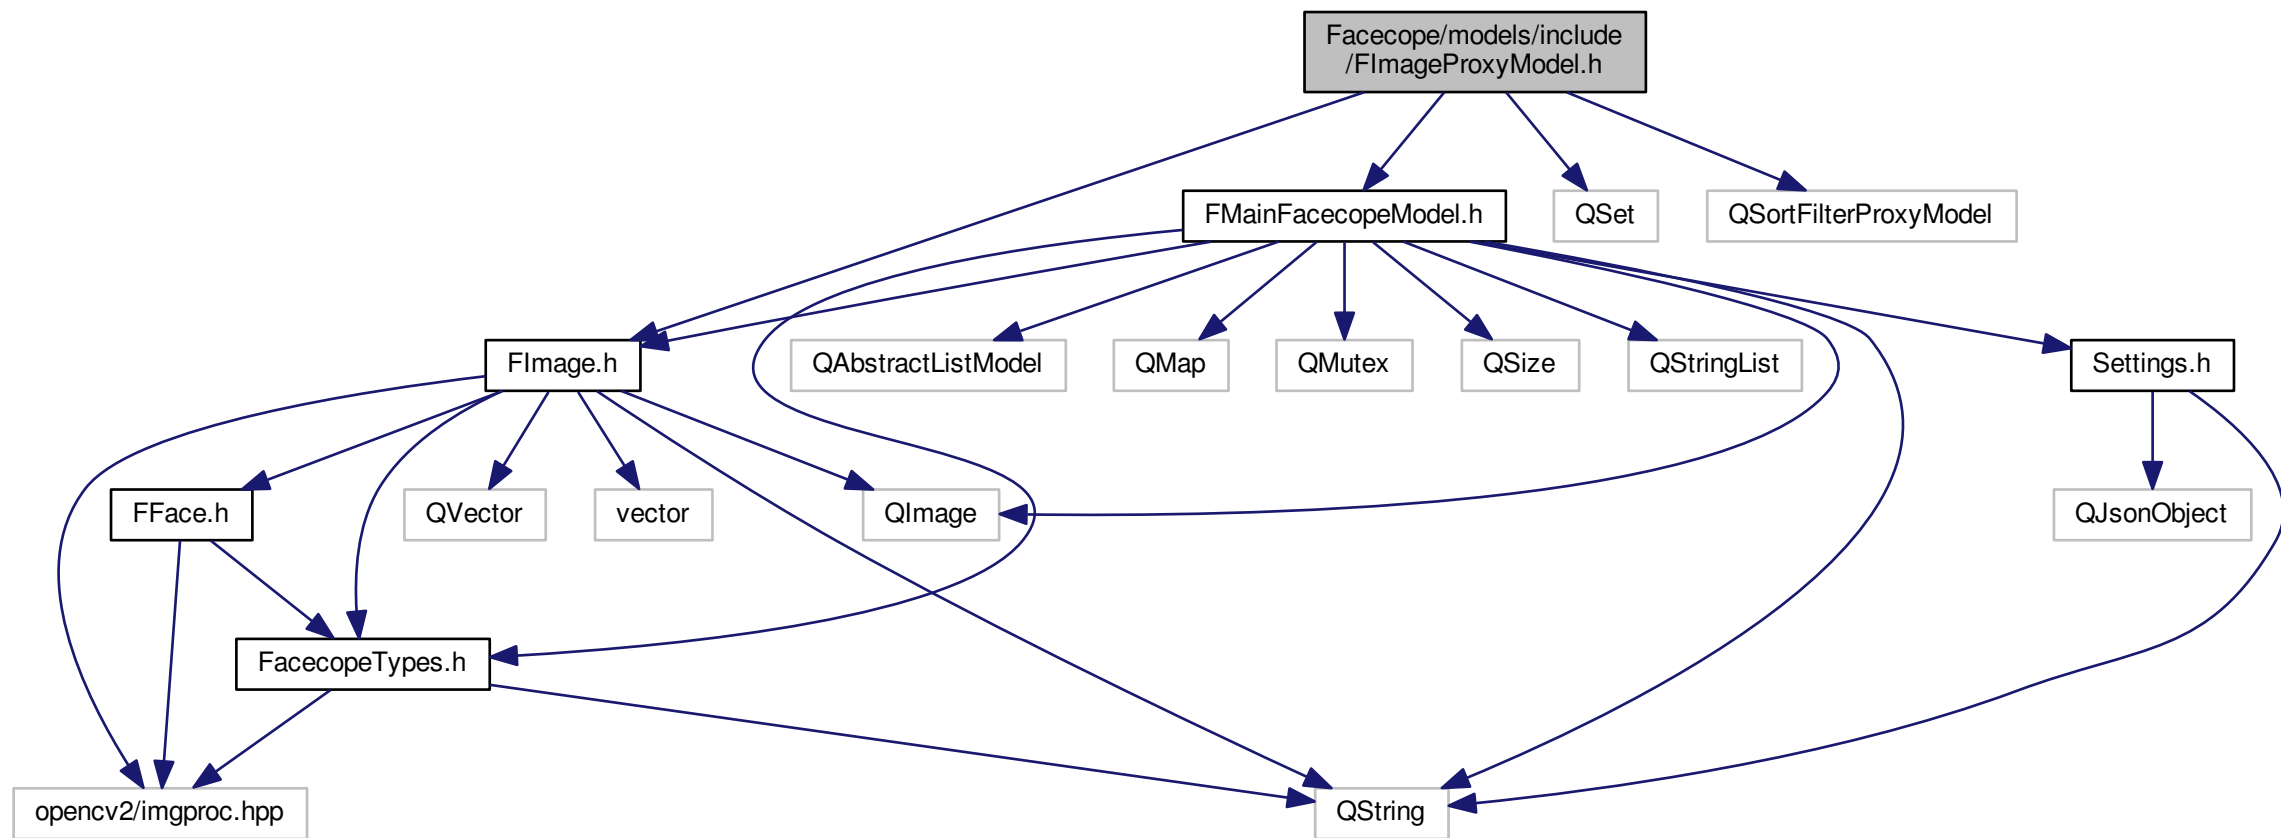 Facecope/models/include
/FImageProxyModel.h
FMainFacecopeModel.h
QSet
QSortFilterProxyModel
FImage.h
QAbstractListModel
QMap
QMutex
QSize
QStringList
Settings.h
FFace.h
QVector
vector
QImage
QJsonObject
FacecopeTypes.h
opencv2/imgproc.hpp
QString